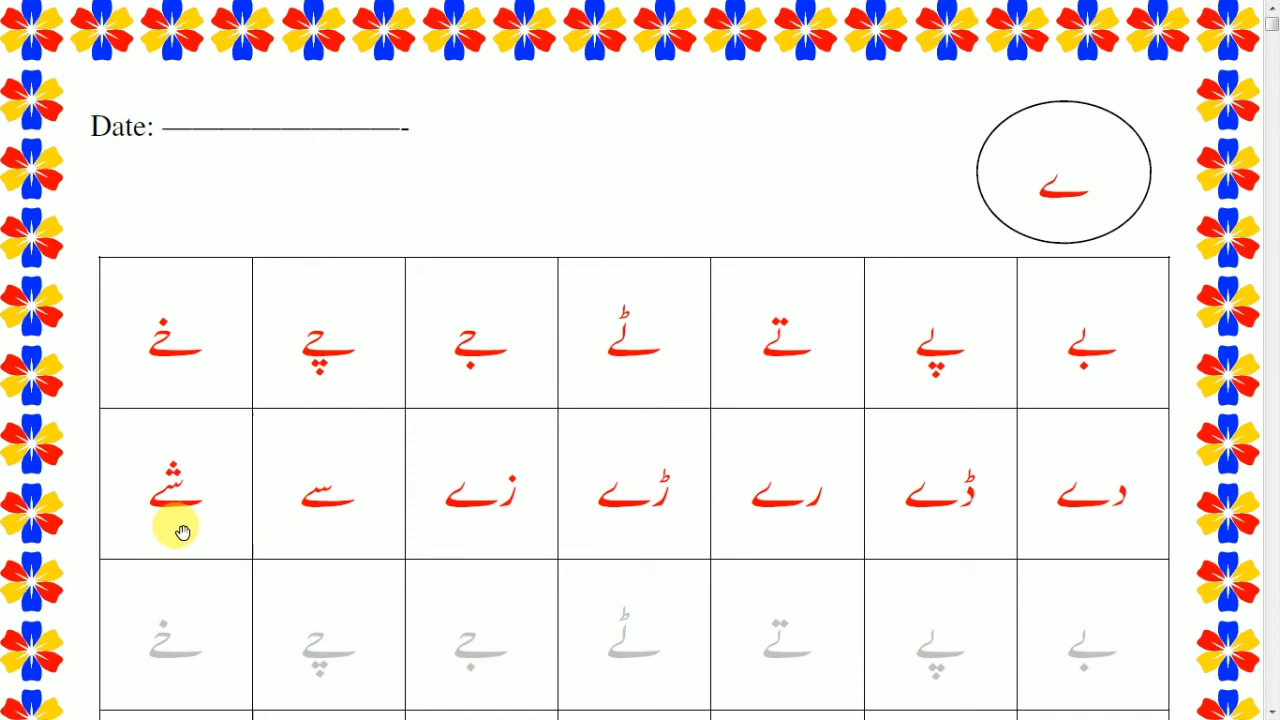 Date: ————————-
ے
بے پے تے ٹے جے چے خے
دے ڈے رے ڑے زے سے شے
بے پے تے ٹے جے چے خے